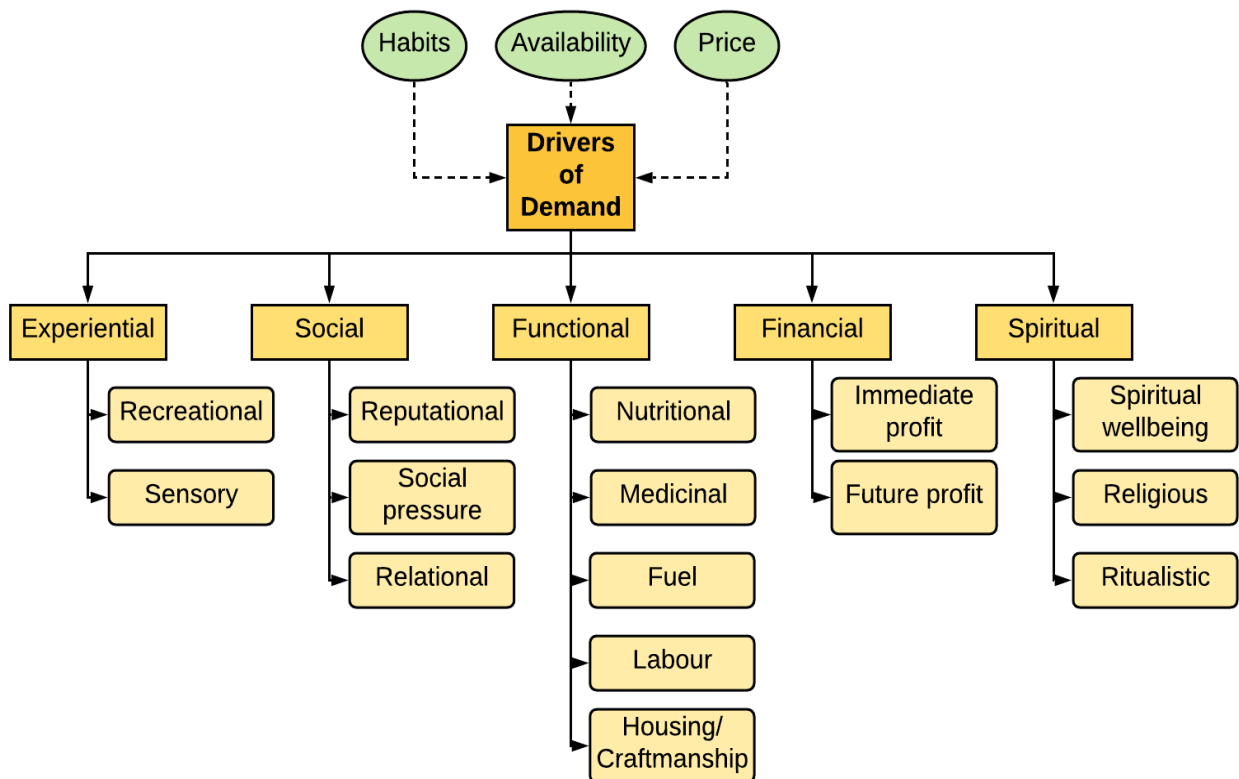 Habits
Availability
Price
Drivers
of
Demand
Experiential
Social
Functional
Financial
Spiritual
Recreational
Sensory
Reputational
Social
pressure
Relational
Nutritional
Medicinal
Fuel
Labour
Housing/
Craftmanship
Immediate
profit
Future profit
Spiritual
wellbeing
Religious
Ritualistic